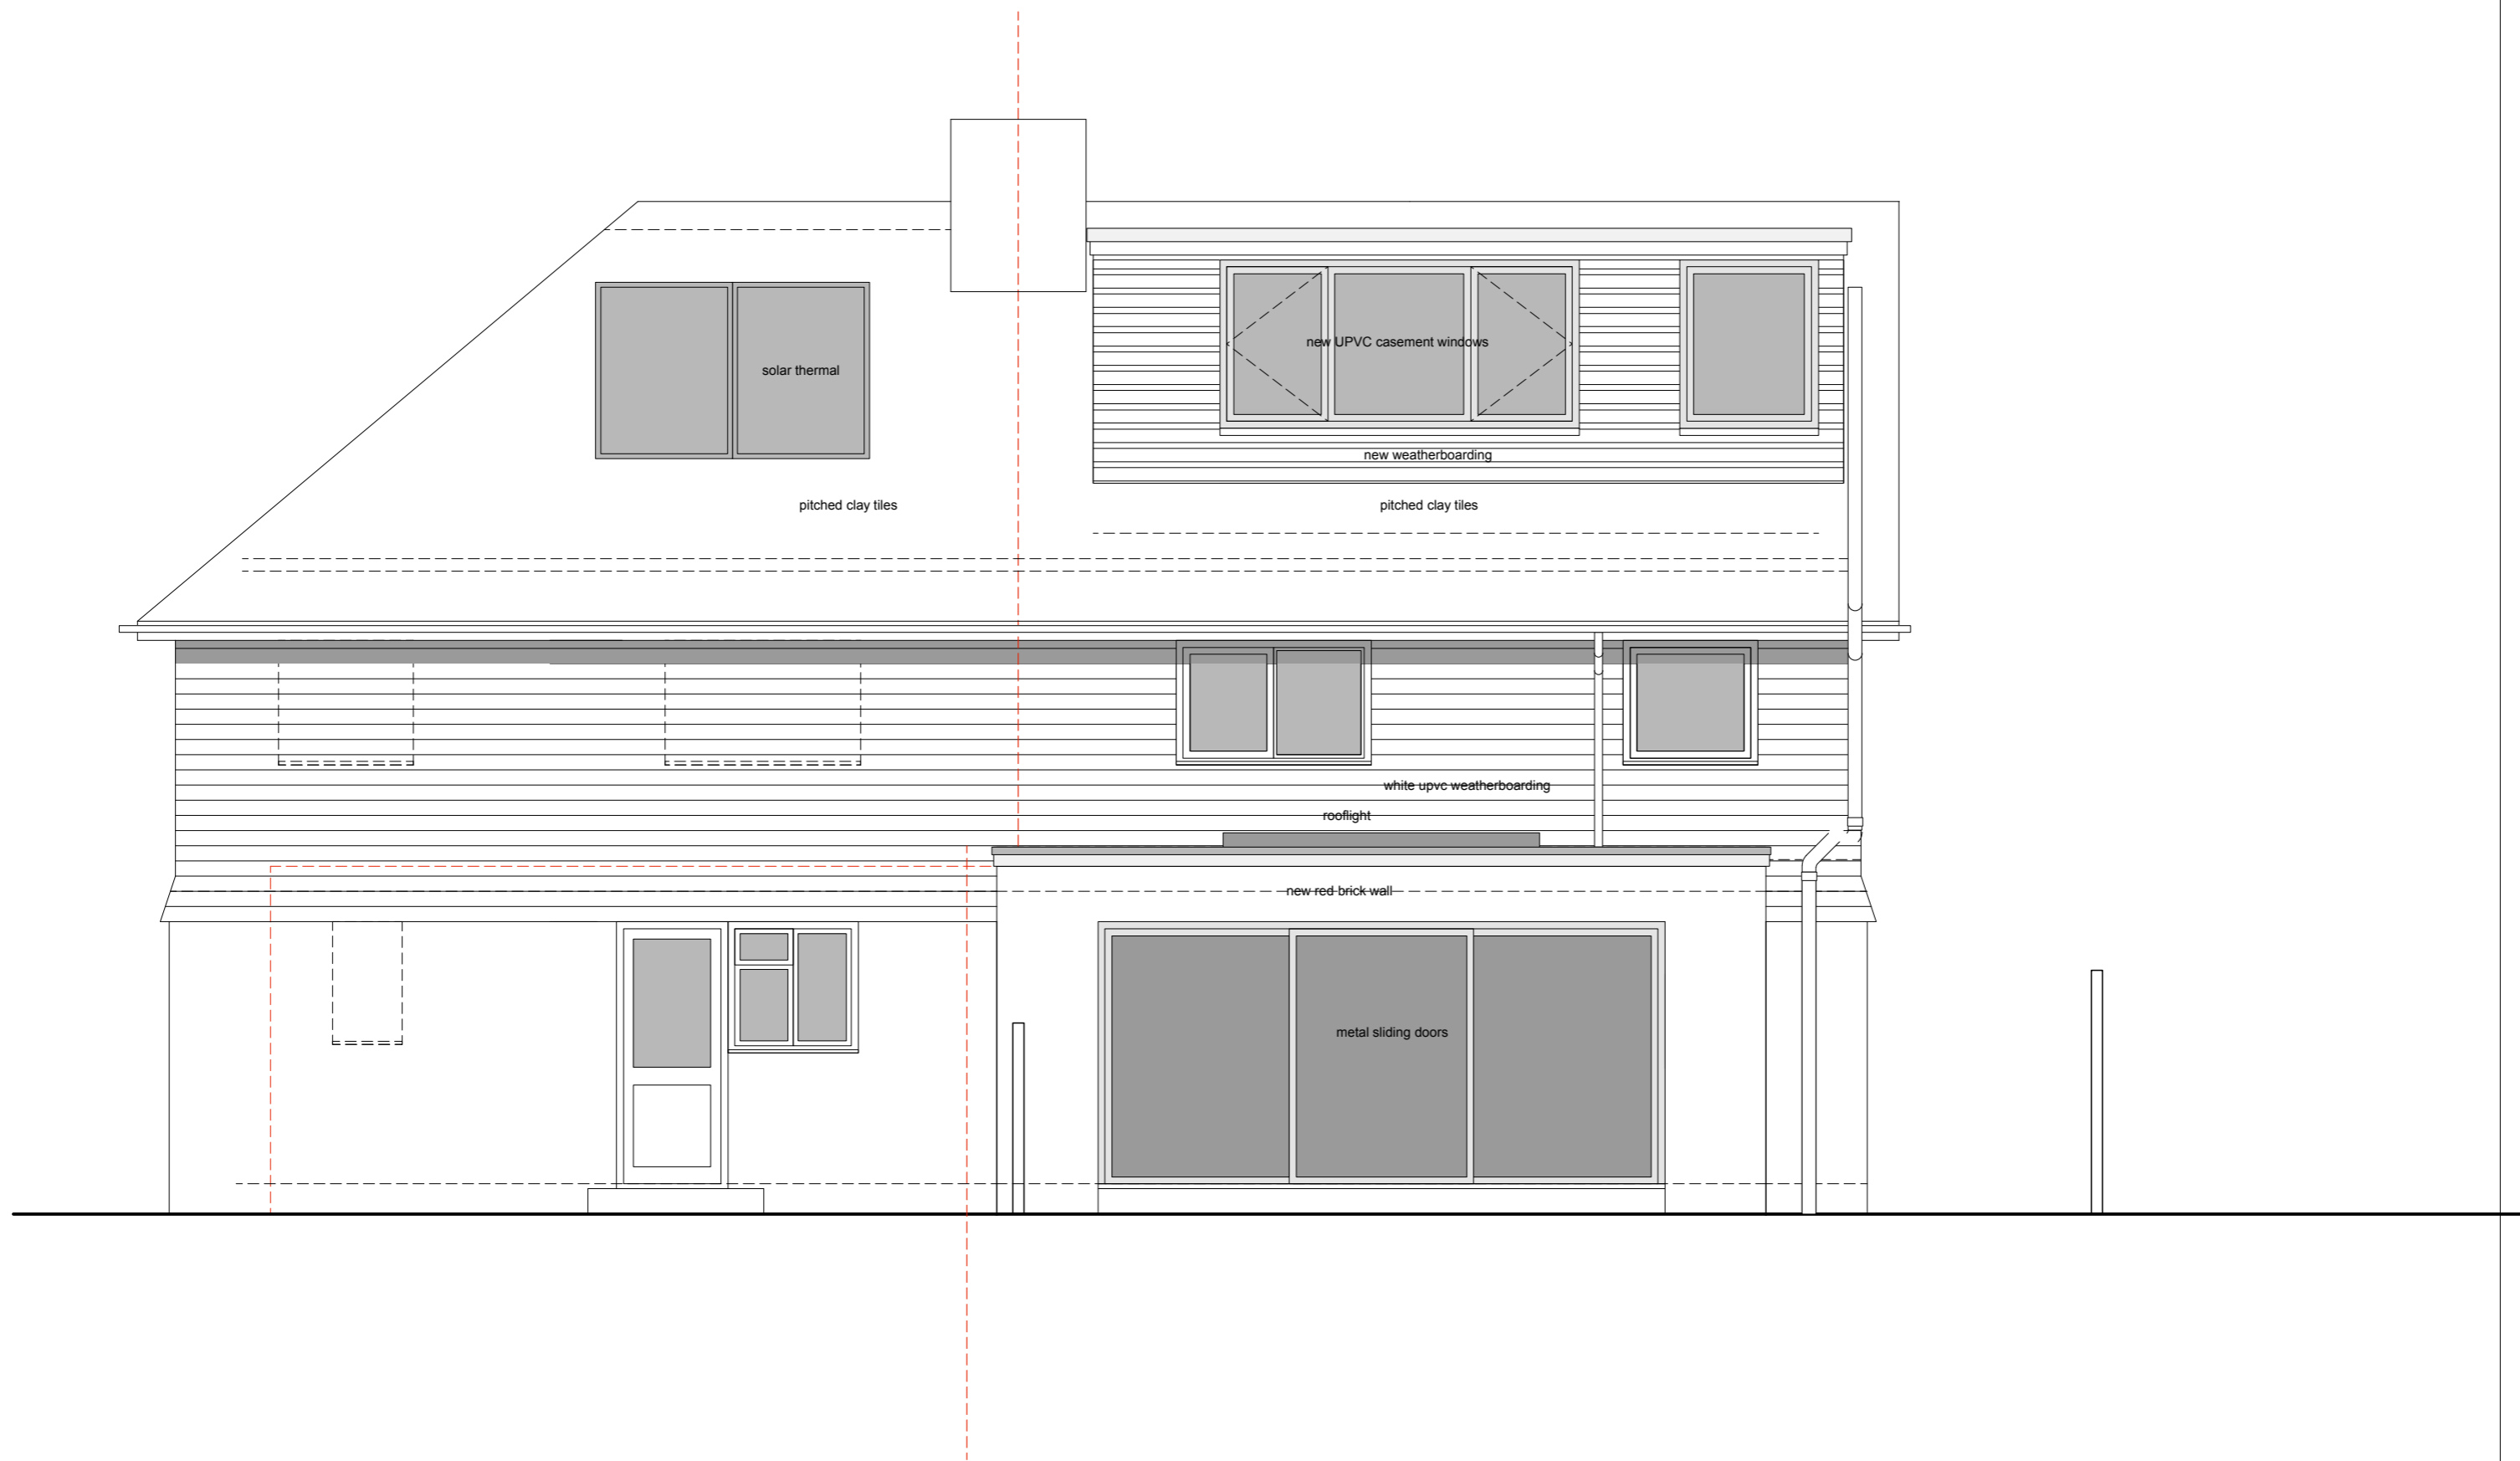 new UPVC casement windows
solar thermal
new weatherboarding
pitched clay tiles
pitched clay tiles
white upvc weatherboarding
rooflight
new red brick wall
metal sliding doors